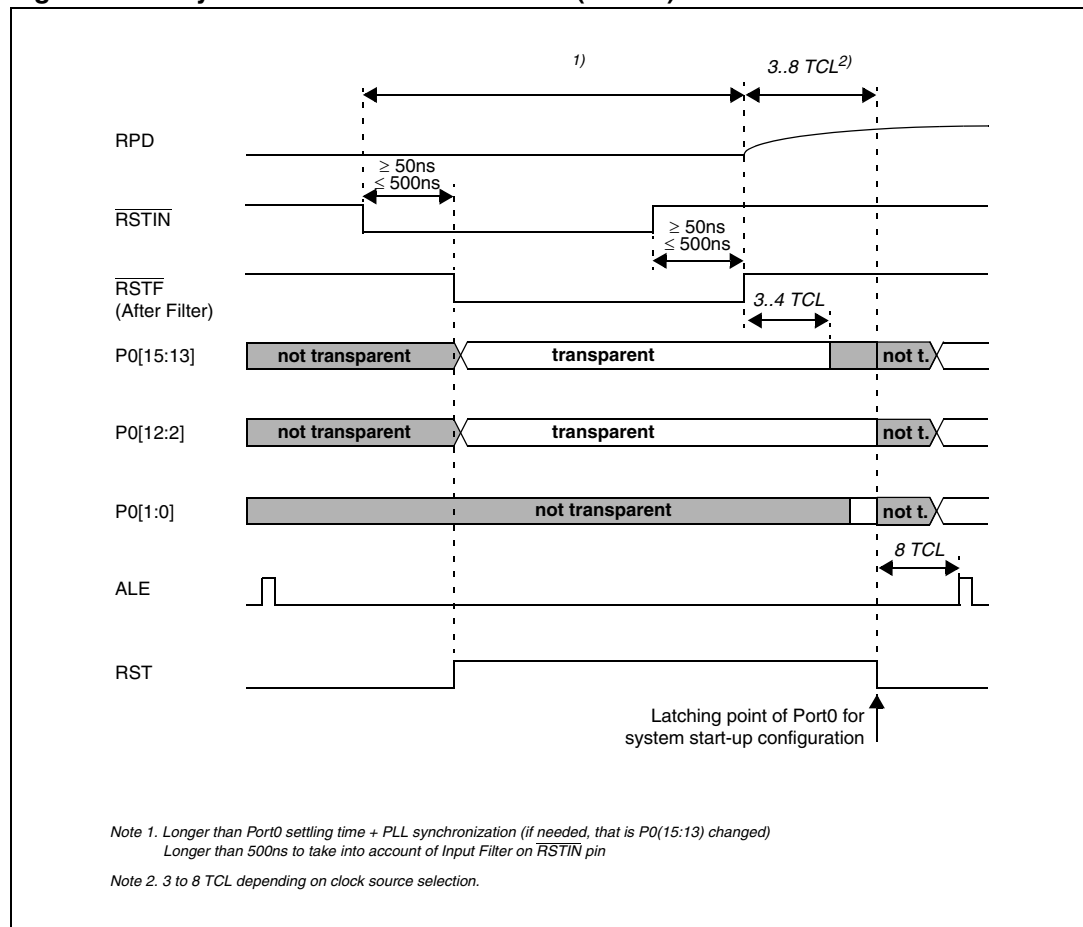 1)
3..8 TCL2)
RPD
≥ 50ns
≤ 500ns
RSTIN
≥ 50ns
≤ 500ns
RSTF
(After Filter)
3..4 TCL
P0[15:13]
not transparent
transparent
not t.
P0[12:2]
not transparent
transparent
not t.
P0[1:0]
not transparent
not t.
8 TCL
ALE
RST
Latching point of Port0 for
system start-up configuration
Note 1. Longer than Port0 settling time + PLL synchronization (if needed, that is P0(15:13) changed)
Longer than 500ns to take into account of Input Filter on RSTIN pin
Note 2. 3 to 8 TCL depending on clock source selection.